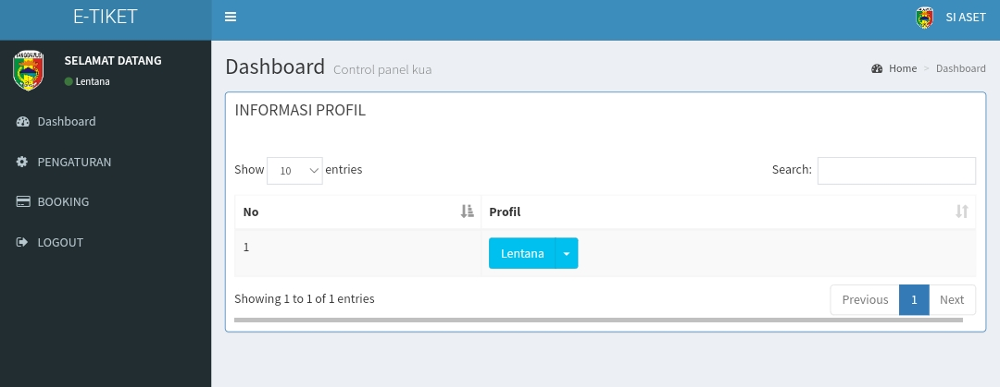 E-TIKET
SI ASET
SELAMAT DATANG
Lentana
Dashboard
PENGATURAN
BOOKING
LOGOUT
Dashboard Control panel kua
Home > Dashboard
INFORMASI PROFIL
Show 10 entries
Search:
No Profil
1 Lentana
Showing 1 to 1 of 1 entries
Previous 1 Next